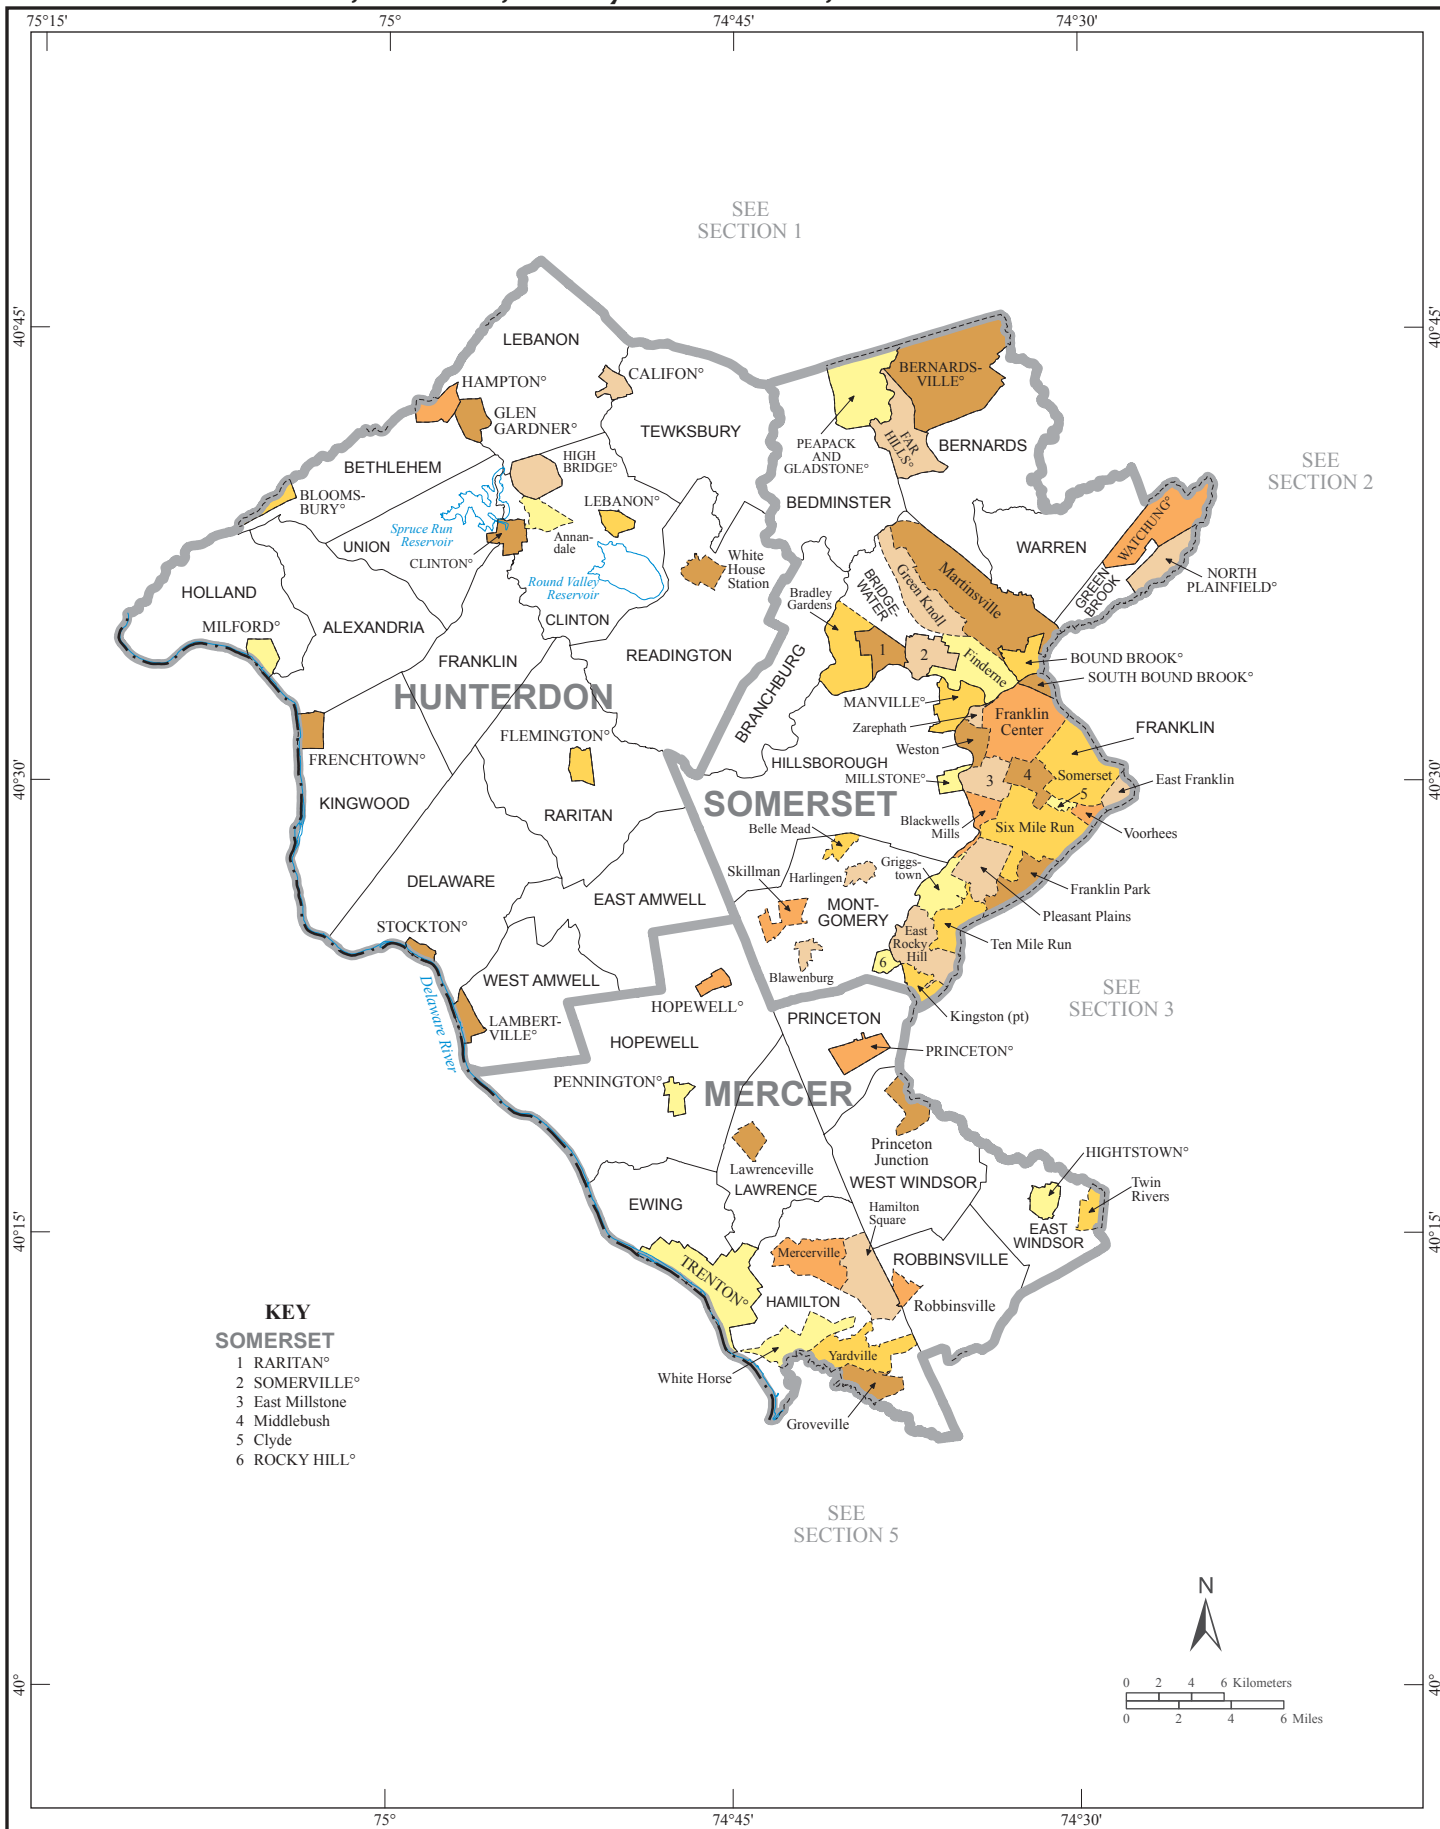 75°15'
75°
74°45'
74°30'
SEE
SECTION 1
40°45'
40°45'
LEBANON
HAMPTON°
CALIFON°
GLEN
GARDNER°
TEWKSBURY
BERNARDS-
VILLE°
PEAPACK
AND
GLADSTONE°
FAR
HILLS°
BERNARDS
BETHLEHEM
HIGH
BRIDGE°
SEE
SECTION 2
BLOOMS-
BURY°
LEBANON°
BEDMINSTER
Spruce Run
Reservoir
UNION
CLINTON°
Annan-
dale
White
House
Station
WARREN
WATCHUNG°
NORTH
PLAINFIELD°
GREEN
BROOK
HOLLAND
Round Valley
Reservoir
Bradley
Gardens
BRIDGE-
WATER
Green Knoll
Martinsville
MILFORD°
ALEXANDRIA
CLINTON
FRANKLIN
READINGTON
BRANCHBURG
1
2
Finderne
BOUND BROOK°
SOUTH BOUND BROOK°
HUNTERDON
MANVILLE°
Zarephath
Franklin
Center
FRANKLIN
FLEMINGTON°
FRENCHTOWN°
Weston
HILLSBOROUGH
MILLSTONE°
3
4
Somerset
5
East Franklin
40°30'
40°30'
KINGWOOD
SOMERSET
RARITAN
Blackwells
Mills
Six Mile Run
Voorhees
Belle Mead
Skillman
Harlingen
Griggs-
town
DELAWARE
EAST AMWELL
MONT-
GOMERY
Franklin Park
Pleasant Plains
STOCKTON°
East
Rocky
Hill
Ten Mile Run
6
Blawenburg
WEST AMWELL
Delaware River
HOPEWELL°
Kingston (pt)
SEE
SECTION 3
LAMBERT-
VILLE°
PRINCETON
HOPEWELL
PRINCETON°
PENNINGTON°
MERCER
Princeton
Junction
Lawrenceville
LAWRENCE
WEST WINDSOR
HIGHTSTOWN°
Twin
Rivers
EWING
Hamilton
Square
EAST
WINDSOR
40°15'
40°15'
Mercerville
ROBBINSVILLE
TRENTON°
HAMILTON
Robbinsville
Yardville
White Horse
Groveville
KEY
SOMERSET
1 RARITAN°
2 SOMERVILLE°
3 East Millstone
4 Middlebush
5 Clyde
6 ROCKY HILL°
SEE
SECTION 5
N
40°
40°
0 2 4 6 Kilometers
0 2 4 6 Miles
75°
74°45'
74°30'